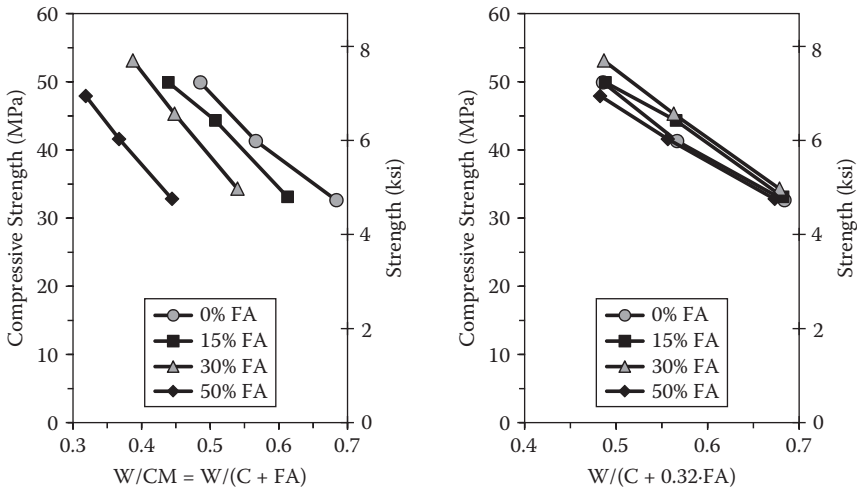 Compressive Strength (MPa)
60
50
40
30
20
10
0
0.3
0.4
0.5
0.6
0.7
W/CM = W/(C + FA)
8
6
4
2
0
Strength (ksi)
0% FA
15% FA
30% FA
50% FA
Compressive Strength (MPa)
60
50
40
30
20
10
0
0.4
0.5
0.6
0.7
W/(C + 0.32·FA)
8
6
4
2
0
Strength (ksi)
0% FA
15% FA
30% FA
50% FA